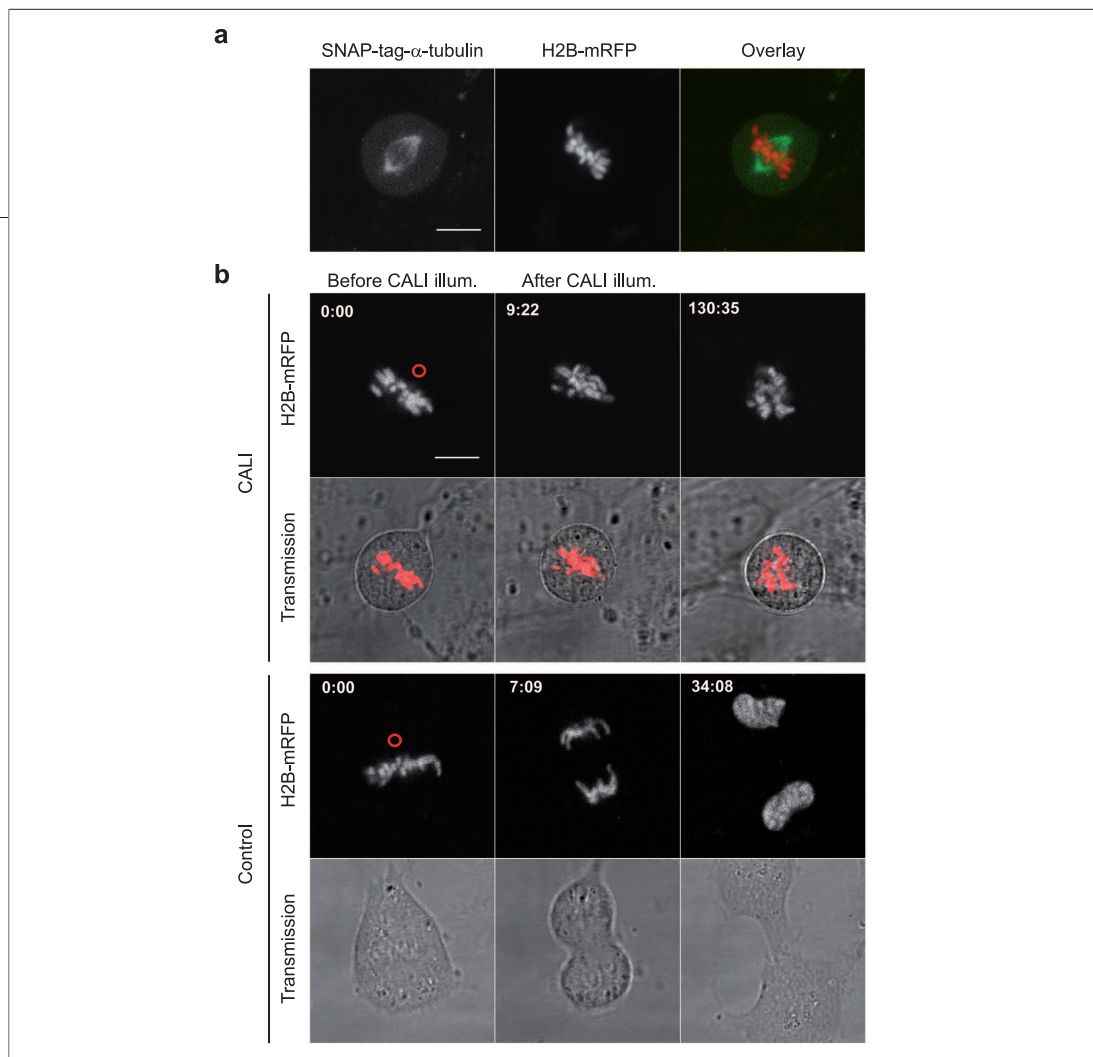 a
SNAP-tag-α-tubulin H2B-mRFP Overlay
b
Before CALI illum. After CALI illum.
CALI
H2B-mRFP
0:00 9:22 130:35
Transmission
Control
H2B-mRFP
0:00 7:09 34:08
Transmission